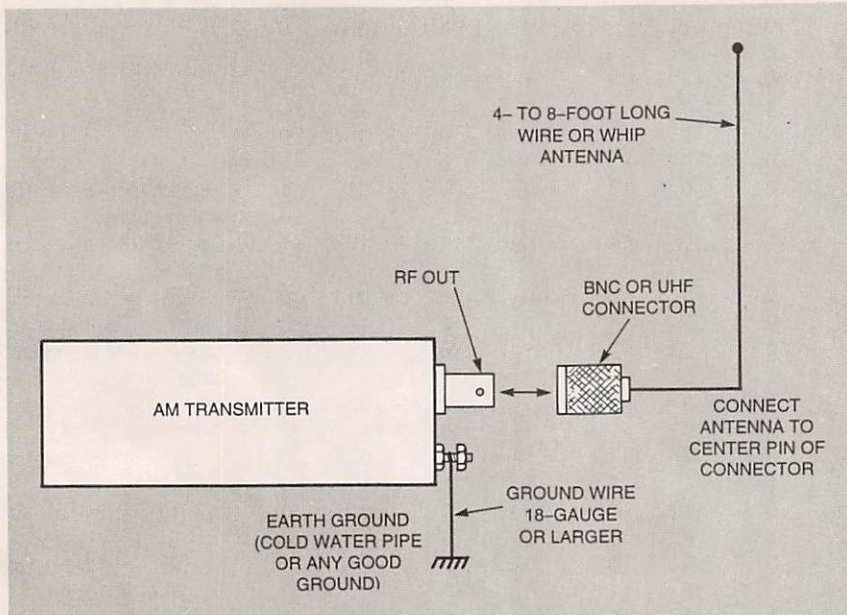 4– TO 8–FOOT LONG
WIRE OR WHIP
ANTENNA
RF OUT
BNC OR UHF
CONNECTOR
AM TRANSMITTER
CONNECT
ANTENNA TO
CENTER PIN OF
CONNECTOR
GROUND WIRE
18–GAUGE
OR LARGER
EARTH GROUND
(COLD WATER PIPE
OR ANY GOOD
GROUND)